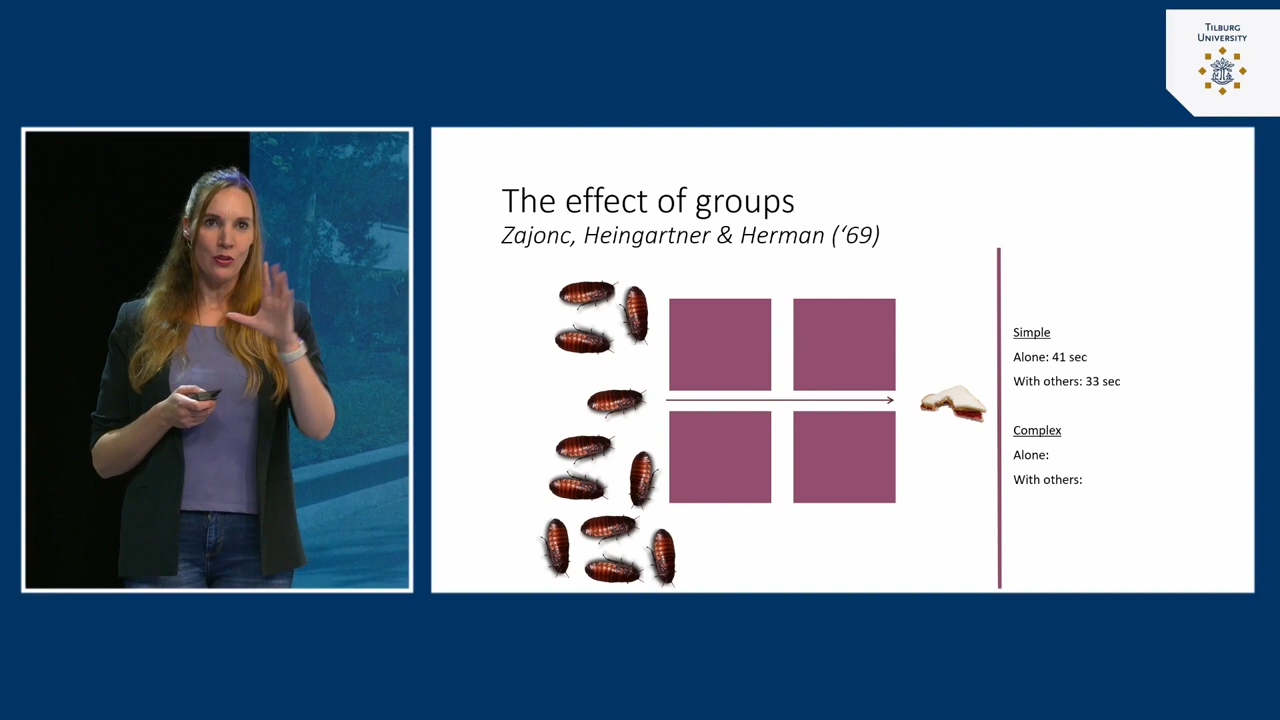 TILBURG
UNIVERSITY
The effect of groups
Zajonc, Heingartner & Herman (‘69)
Simple
Alone: 41 sec
With others: 33 sec
Complex
Alone:
With others: